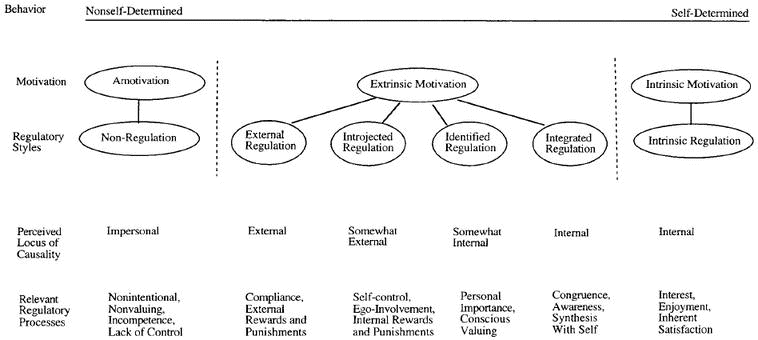 Behavior Nonself-Determined Self-Determined
Motivation Amotivation Extrinsic Motivation Intrinsic Motivation
Regulatory
Styles
Non-Regulation
External
Regulation
Introjected
Regulation
Identified
Regulation
Integrated
Regulation
Intrinsic Regulation
Perceived
Locus of
Causality
Impersonal
External
Somewhat
External
Somewhat
Internal
Internal
Internal
Relevant
Regulatory
Processes
Nonintentional,
Nonvaluing,
Incompetence,
Lack of Control
Compliance,
External
Rewards and
Punishments
Self-control,
Ego-Involvement,
Internal Rewards
and Punishments
Personal
Importance,
Conscious
Valuing
Congruence,
Awareness,
Synthesis
With Self
Interest,
Enjoyment,
Inherent
Satisfaction